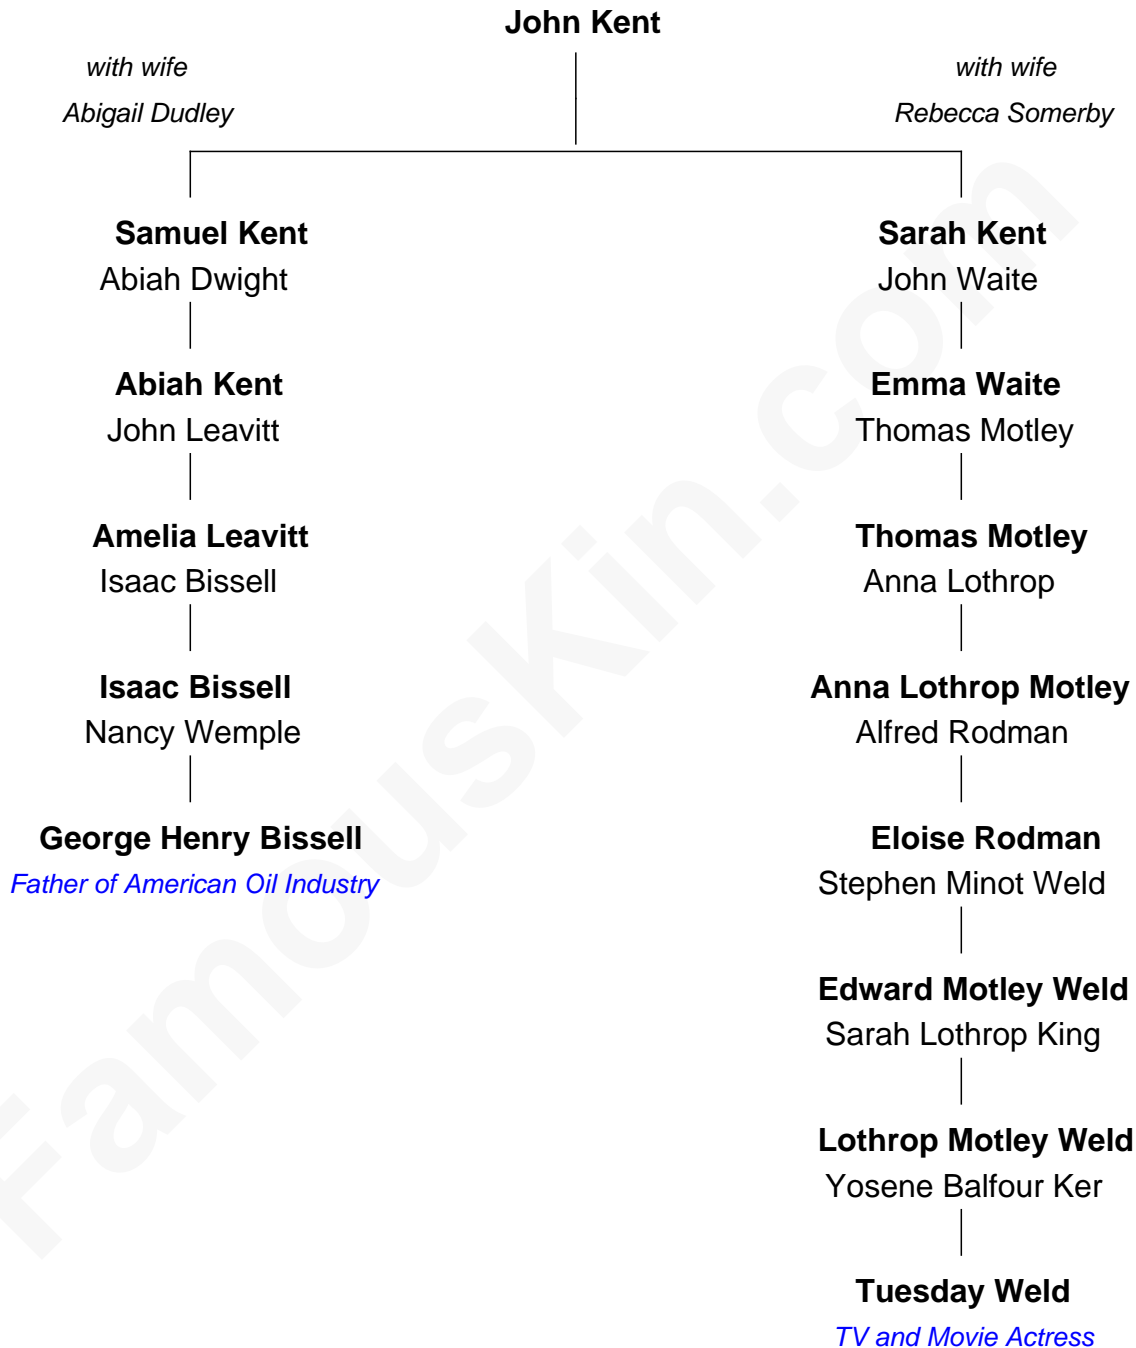 John Kent
with wife
Abigail Dudley
with wife
Rebecca Somerby
Samuel Kent
Abiah Dwight
Sarah Kent
John Waite
Abiah Kent
John Leavitt
Emma Waite
Thomas Motley
Amelia Leavitt
Isaac Bissell
Thomas Motley
Anna Lothrop
Isaac Bissell
Nancy Wemple
Anna Lothrop Motley
Alfred Rodman
George Henry Bissell
Father of American Oil Industry
Eloise Rodman
Stephen Minot Weld
Edward Motley Weld
Sarah Lothrop King
Lothrop Motley Weld
Yosene Balfour Ker
Tuesday Weld
TV and Movie Actress
FamousKin.com